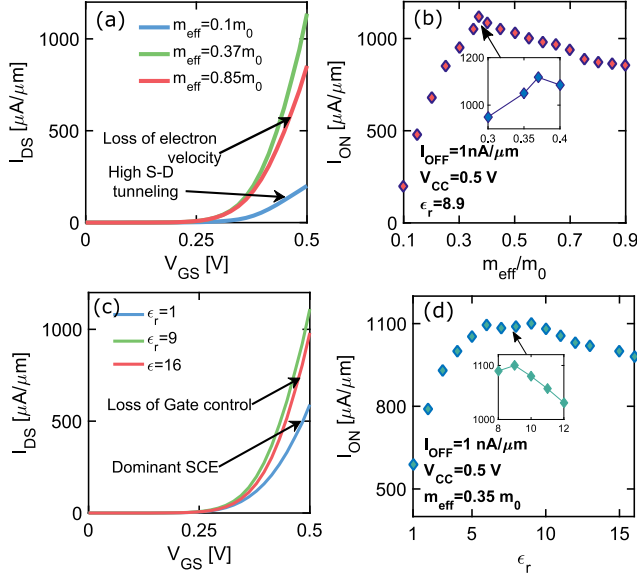 (a)
m_eff=0.1m_0
m_eff=0.37m_0
m_eff=0.85m_0
Loss of electron
velocity
High S-D
tunneling
1000
500
0
0
0.25
0.5
I_DS [μA/μm]
V_GS [V]
(b)
1200
1000
0.3
0.35
0.4
I_OFF=1nA/μm
V_CC=0.5 V
ϵ_r=8.9
1000
500
0
0.1
0.3
0.5
0.7
0.9
I_ON [μA/μm]
m_eff/m_0
(c)
ϵ_r=1
ϵ_r=9
ϵ=16
Loss of Gate control
Dominant SCE
1000
500
0
0
0.25
0.5
I_DS [μA/μm]
V_GS [V]
(d)
1100
1000
8
10
12
I_OFF=1 nA/μm
V_CC=0.5 V
m_eff=0.35 m_0
1100
900
700
500
1
5
10
15
I_ON [μA/μm]
ϵ_r